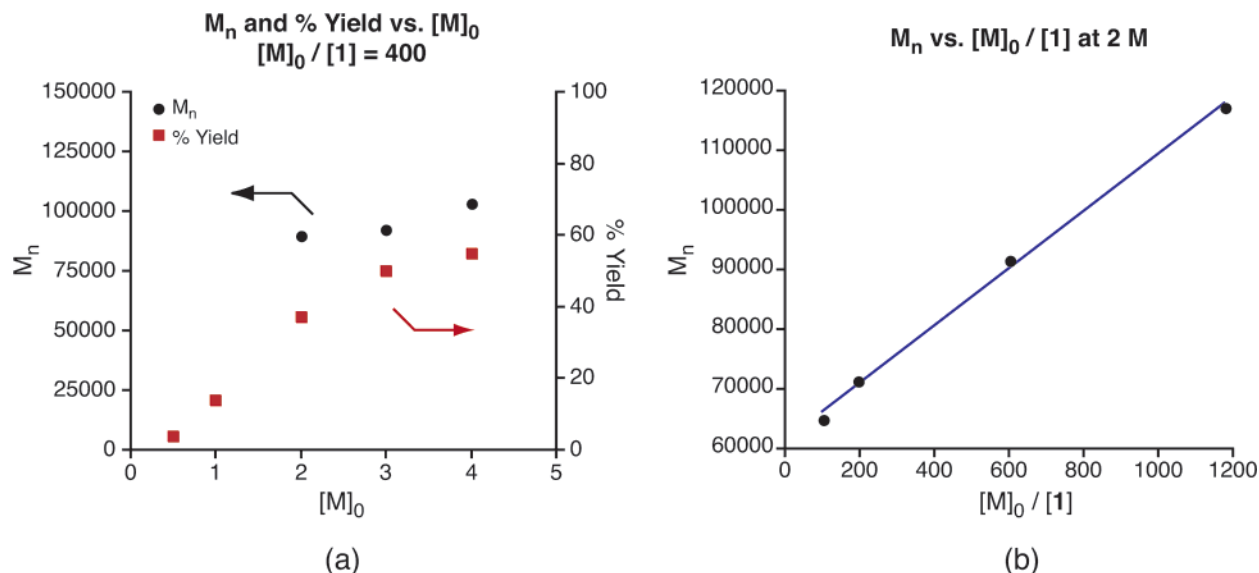 Mn and % Yield vs. [M]0
[M]0 / [1] = 400
150000
125000
100000
75000
50000
25000
0
Mn
Mn
% Yield
100
80
60
40
20
0
% Yield
0 1 2 3 4 5
[M]0
(a)
Mn vs. [M]0 / [1] at 2 M
120000
110000
100000
90000
80000
70000
60000
Mn
0 200 400 600 800 1000 1200
[M]0 / [1]
(b)